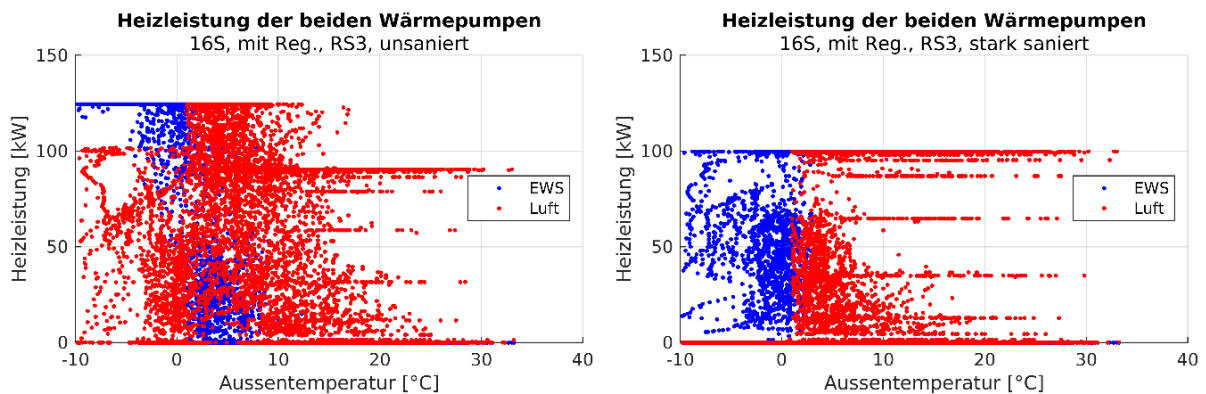 Heizleistung der beiden Wärmepumpen
16S, mit Reg., RS3, unsaniert
150
100
50
0
-10
0
10
20
30
40
Heizleistung [kW]
Aussentemperatur [°C]
EWS
Luft
Heizleistung der beiden Wärmepumpen
16S, mit Reg., RS3, stark saniert
150
100
50
0
-10
0
10
20
30
40
Heizleistung [kW]
Aussentemperatur [°C]
EWS
Luft